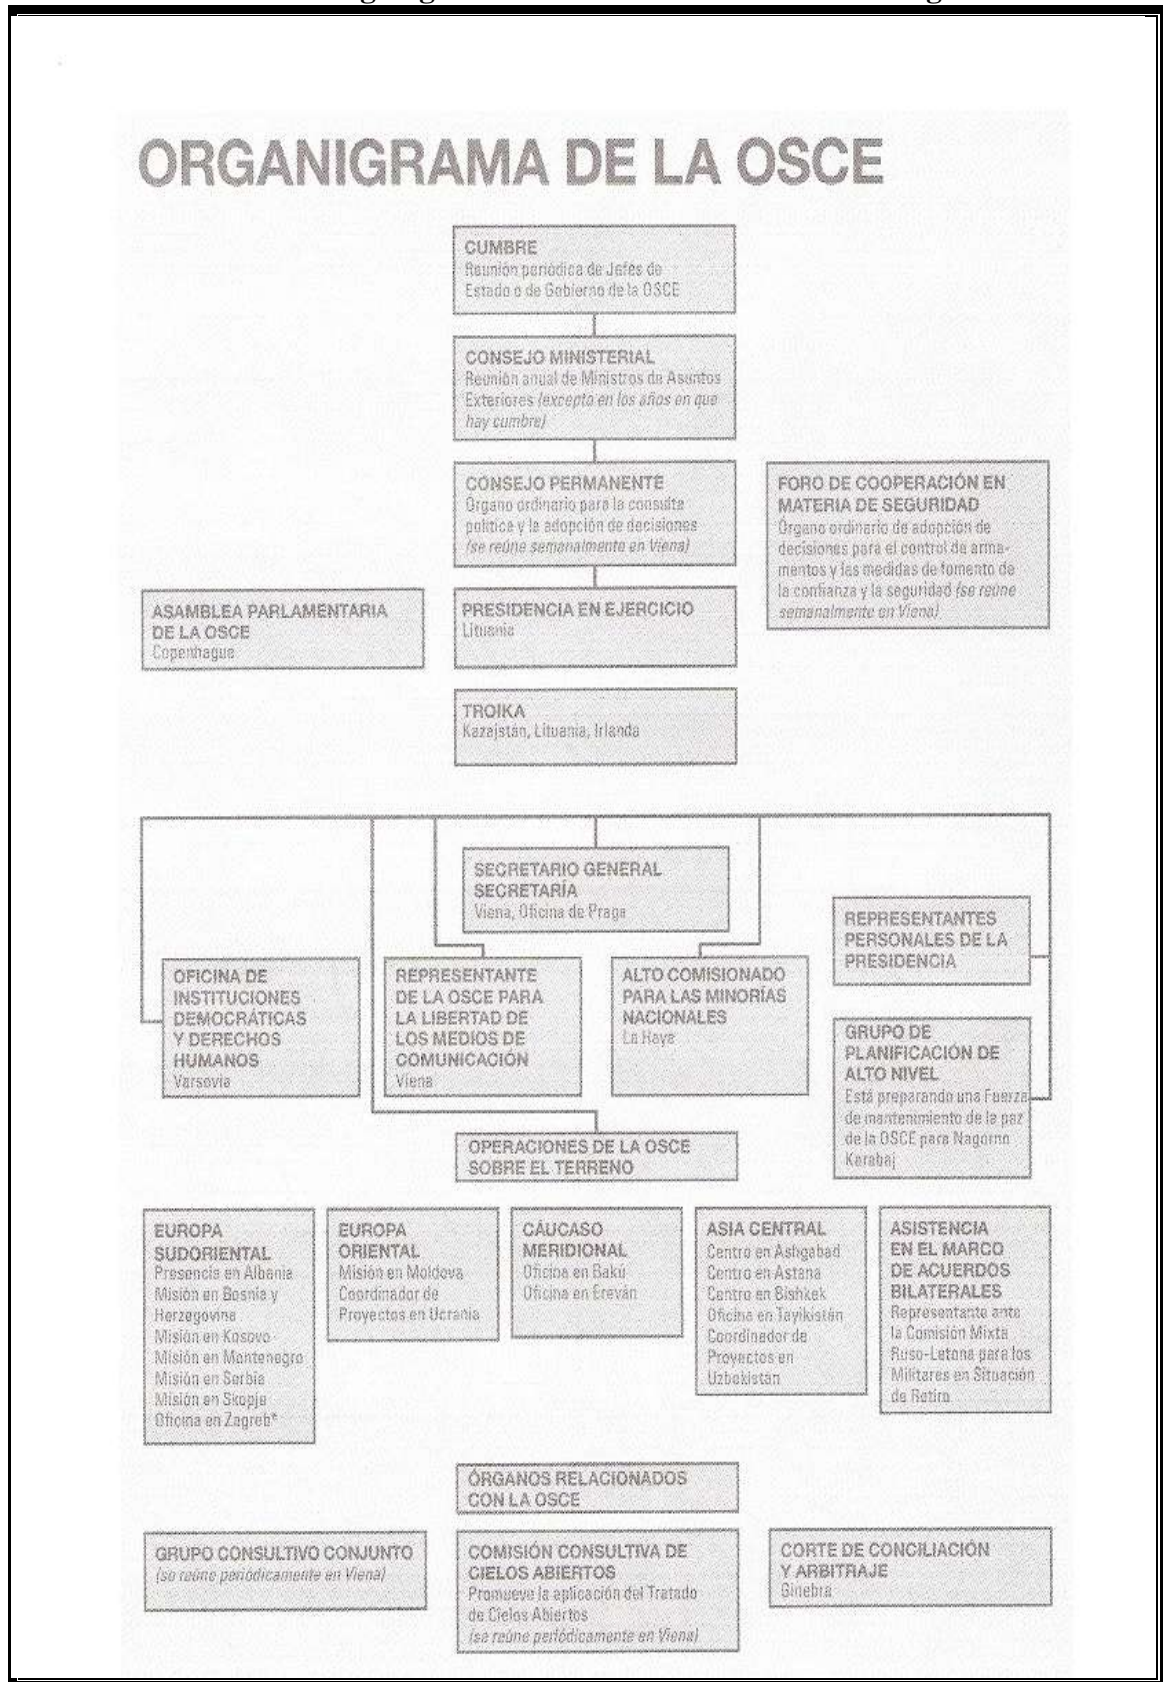 ORGANIGRAMA DE LA OSCE
CUMBRE
Reunión periódica de Jefes de
Estado o de Gobierno de la OSCE
CONSEJO MINISTERIAL
Reunión anual de Ministros de Asuntos
Exteriores (excepto en los años en que
hay cumbre)
CONSEJO PERMANENTE
Órgano ordinario para la consulta
política y la adopción de decisiones
(se reúne semanalmente en Viena)
FORO DE COOPERACIÓN EN
MATERIA DE SEGURIDAD
Órgano ordinario de adopción de
decisiones para el control de arma-
mentos y las medidas de fomento de
la confianza y la seguridad (se reúne
semanalmente en Viena)
ASAMBLEA PARLAMENTARIA
DE LA OSCE
Copenhague
PRESIDENCIA EN EJERCICIO
Lituania
TROIKA
Kazajstán, Lituania, Irlanda
SECRETARIO GENERAL
SECRETARÍA
Viena, Oficina de Praga
REPRESENTANTES
PERSONALES DE LA
PRESIDENCIA
OFICINA DE
INSTITUCIONES
DEMOCRÁTICAS
Y DERECHOS
HUMANOS
Varsovia
REPRESENTANTE
DE LA OSCE PARA
LA LIBERTAD DE
LOS MEDIOS DE
COMUNICACIÓN
Viena
ALTO COMISIONADO
PARA LAS MINORÍAS
NACIONALES
La Haya
GRUPO DE
PLANIFICACIÓN DE
ALTO NIVEL
Está preparando una Fuerza
de mantenimiento de la paz
de la OSCE para Nagorno
Karabaj
OPERACIONES DE LA OSCE
SOBRE EL TERRENO
EUROPA
SUDORIENTAL
Presencia en Albania
Misión en Bosnia y
Herzegovina
Misión en Kosovo
Misión en Montenegro
Misión en Serbia
Misión en Skopje
Oficina en Zagreb*
EUROPA
ORIENTAL
Misión en Moldova
Coordinador de
Proyectos en Ucrania
CÁUCASO
MERIDIONAL
Oficina en Bakú
Oficina en Ereván
ASIA CENTRAL
Centro en Ashgabad
Centro en Astana
Centro en Bishkek
Oficina en Tayikistán
Coordinador de
Proyectos en
Uzbekistán
ASISTENCIA
EN EL MARCO
DE ACUERDOS
BILATERALES
Representante ante
la Comisión Mixta
Ruso-Letona para los
Militares en Situación
de Retiro
ÓRGANOS RELACIONADOS
CON LA OSCE
GRUPO CONSULTIVO CONJUNTO
(se reúne periódicamente en Viena)
COMISIÓN CONSULTIVA DE
CIELOS ABIERTOS
Promueve la aplicación del Tratado
de Cielos Abiertos
(se reúne periódicamente en Viena)
CORTE DE CONCILIACIÓN
Y ARBITRAJE
Ginebra